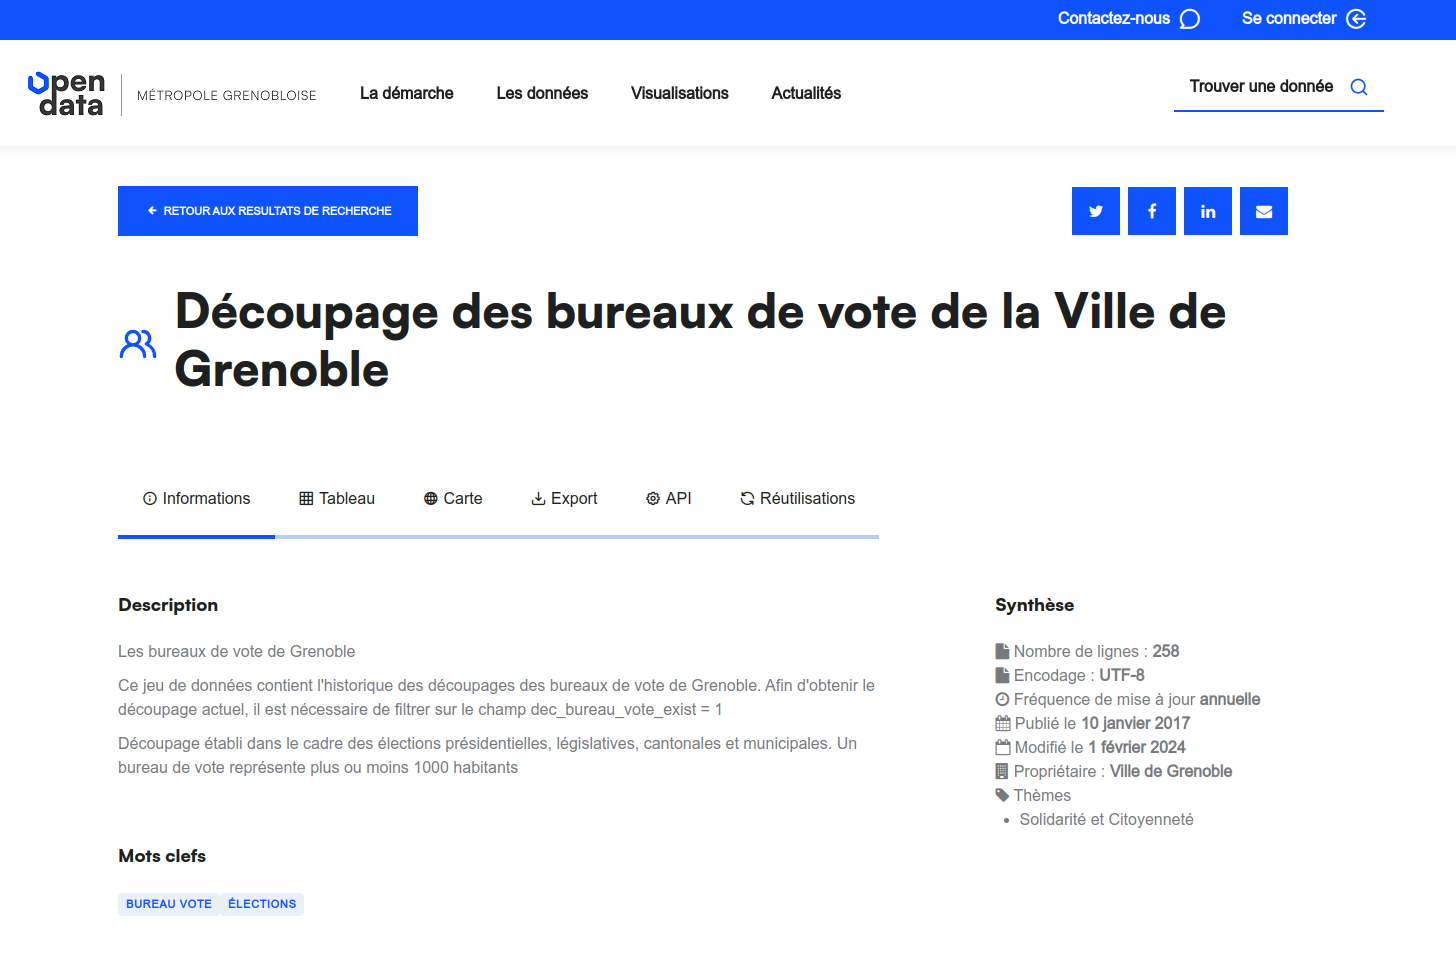 Contactez-nous
Se connecter
Open
data
MÉTROPOLE GRENOBLOISE
La démarche
Les données
Visualisations
Actualités
Trouver une donnée
RETOUR AUX RESULTATS DE RECHERCHE
Découpage des bureaux de vote de la Ville de
Grenoble
Informations
Tableau
Carte
Export
API
Réutilisations
Description
Les bureaux de vote de Grenoble
Ce jeu de données contient l'historique des découpages des bureaux de vote de Grenoble. Afin d'obtenir le
découpage actuel, il est nécessaire de filtrer sur le champ dec_bureau_vote_exist = 1
Découpage établi dans le cadre des élections présidentielles, législatives, cantonales et municipales. Un
bureau de vote représente plus ou moins 1000 habitants
Mots clefs
BUREAU VOTE
ÉLECTIONS
Synthèse
Nombre de lignes : 258
Encodage : UTF-8
Fréquence de mise à jour annuelle
Publié le 10 janvier 2017
Modifié le 1 février 2024
Propriétaire : Ville de Grenoble
Thèmes
• Solidarité et Citoyenneté